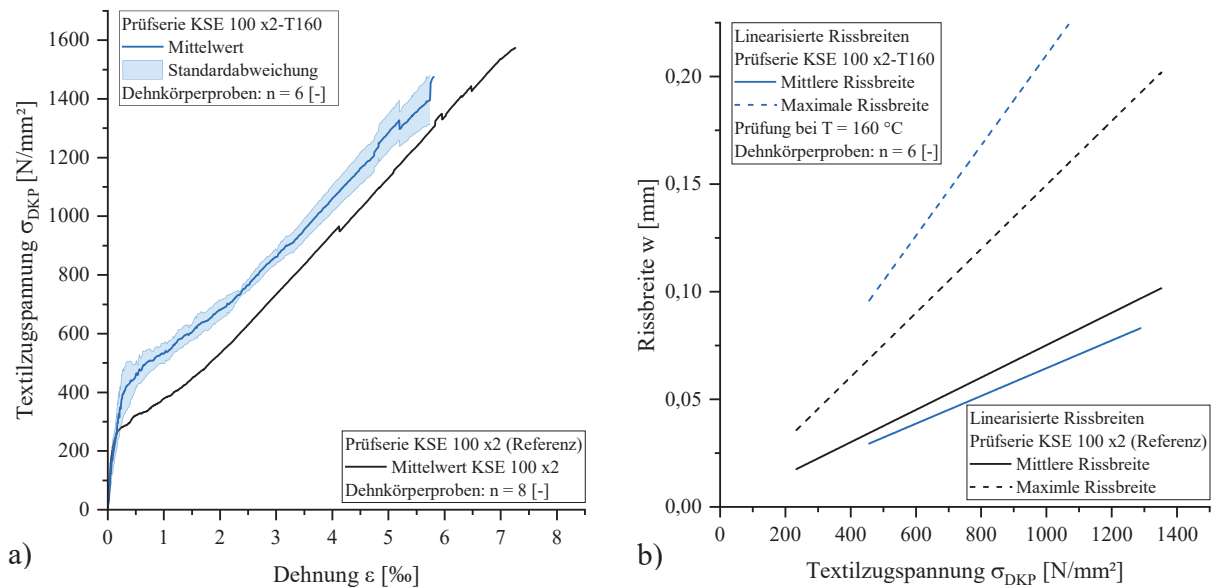 Prüfserie KSE 100 x2-T160
Mittelwert
Standardabweichung
Dehnkörperproben: n = 6 [-]
1600
1400
1200
1000
800
600
400
200
0
Textilzugspannung σDKP [N/mm²]
Prüfserie KSE 100 x2 (Referenz)
Mittelwert KSE 100 x2
Dehnkörperproben: n = 8 [-]
0 1 2 3 4 5 6 7 8
Dehnung ε [‰]
a)
Linearisierte Rissbreiten
Prüfserie KSE 100 x2-T160
Mittlere Rissbreite
Maximale Rissbreite
Prüfung bei T = 160 °C
Dehnkörperproben: n = 6 [-]
0,20
0,15
0,10
0,05
0,00
Rissbreite w [mm]
Linearisierte Rissbreiten
Prüfserie KSE 100 x2 (Referenz)
Mittlere Rissbreite
Maximle Rissbreite
0 200 400 600 800 1000 1200 1400
Textilzugspannung σDKP [N/mm²]
b)